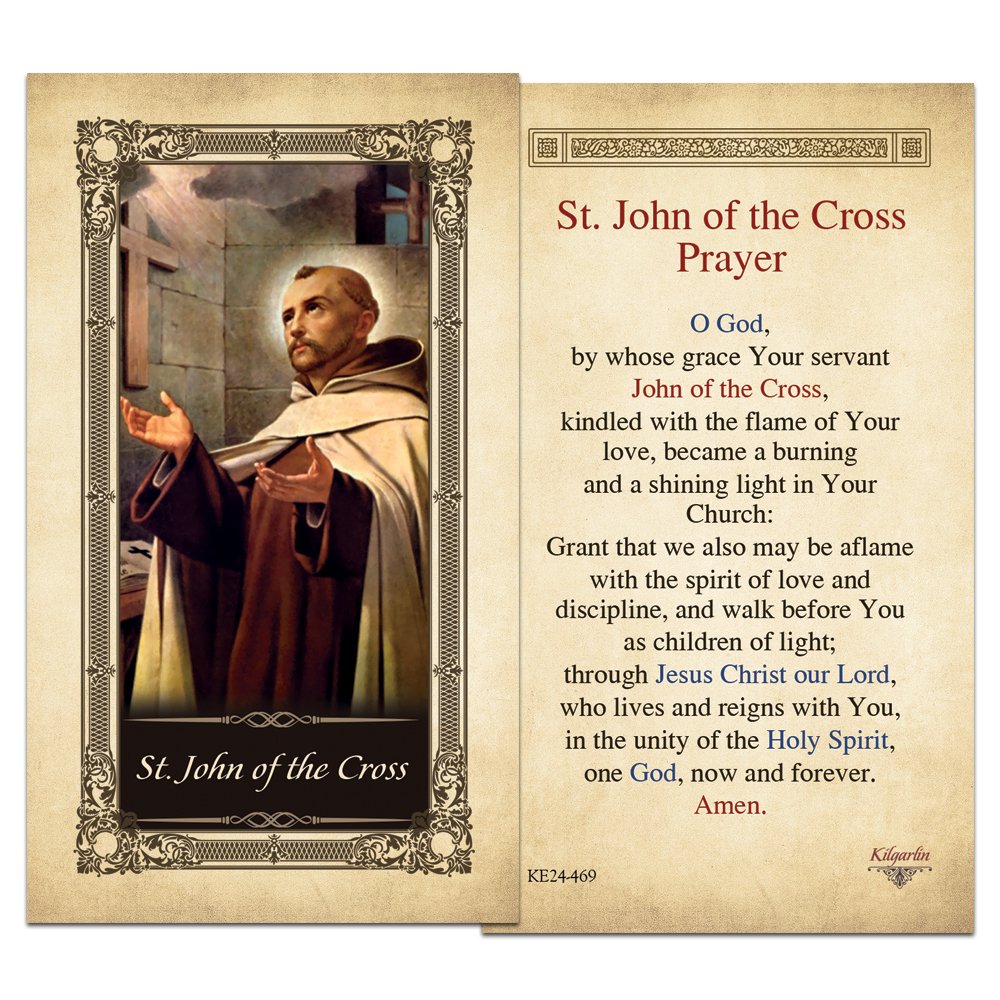 St. John of the Cross
St. John of the Cross
Prayer
O God,
by whose grace Your servant
John of the Cross,
kindled with the flame of Your
love, became a burning
and a shining light in Your
Church:
Grant that we also may be aflame
with the spirit of love and
discipline, and walk before You
as children of light;
through Jesus Christ our Lord,
who lives and reigns with You,
in the unity of the Holy Spirit,
one God, now and forever.
Amen.
Kilgarlin
KE24-469